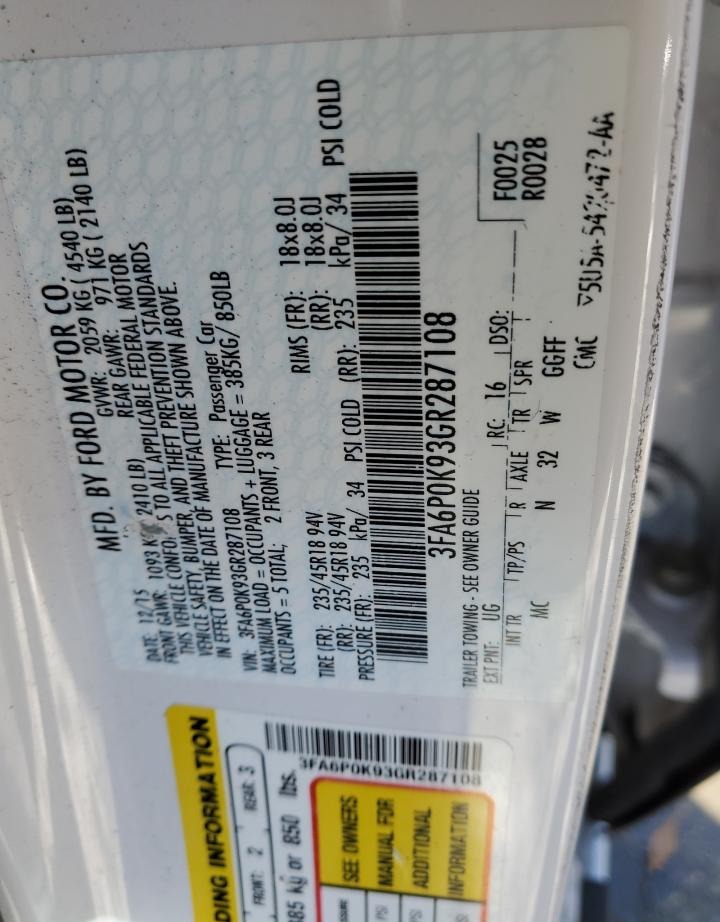 MFD. BY FORD MOTOR CO.
DATE: 12/15 GVWR: 2059 KG ( 4540 LB)
FRONT GAWR: 1093 2410 LB) REAR GAWR: 971 KG ( 2140 LB)
THIS VEHICLE S TO ALL APPLICABLE FEDERAL MOTOR
VEHICLE SAFETY, BUMPER, AND THEFT PREVENTION STANDARDS
IN EFFECT ON THE DATE OF MANUFACTURE SHOWN ABOVE.
VIN: 3FA6P0K93GR287108 TYPE: Passenger Car
MAXIMUM LOAD = OCCUPANTS + LUGGAGE = 385KG/ 850LB
OCCUPANTS = 5 TOTAL; 2 FRONT, 3 REAR
TIRE (FR): 235/45R18 94V RIMS (FR): 18x8.0J
(RR): 235/45R18 94V (RR): 18x8.0J
PRESSURE (FR): 235 kPa/ 34 PSI COLD (RR): 235 kPa/ 34 PSI COLD
3FA6P0K93GR287108
TRAILER TOWING - SEE OWNER GUIDE
F0025
R0028
EXT PNT: UG RC: 16 DSO:
INT TR TP/PS R AXLE TR SPR
MC N 32 W GGFF
CMC
DING INFORMATION
FRONT: 2 REAR: 3
385 kg or 850 lbs.
3FA6P0K93GR287108
SEE OWNERS
MANUAL FOR
ADDITIONAL
INFORMATION